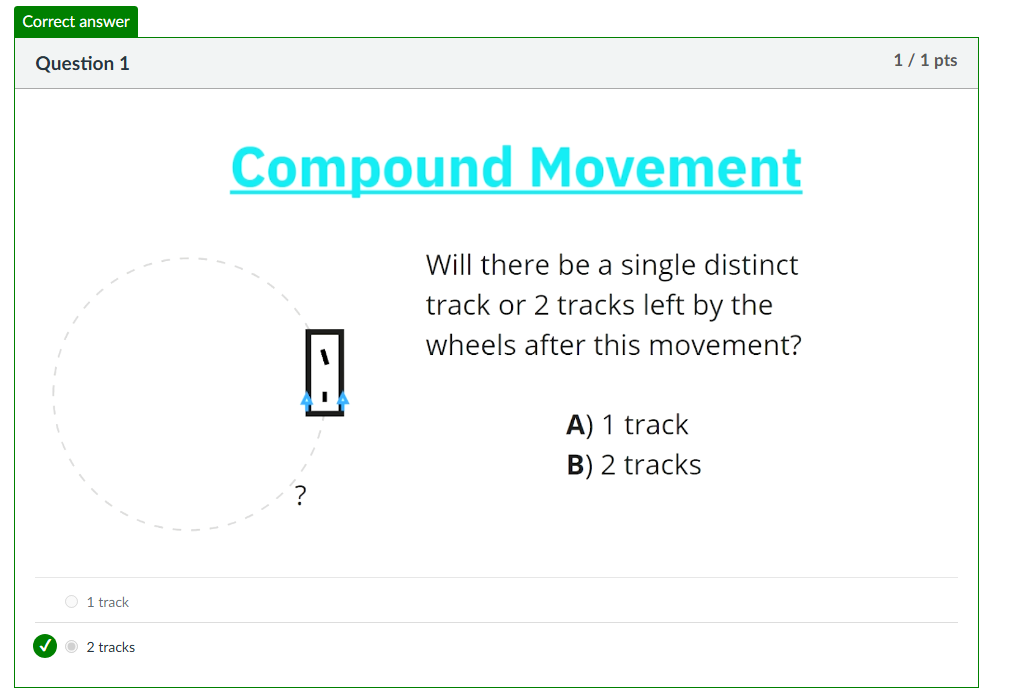 Correct answer
Question 1
1 / 1 pts
Compound Movement
Will there be a single distinct
track or 2 tracks left by the
wheels after this movement?
A) 1 track
B) 2 tracks
?
1 track
2 tracks